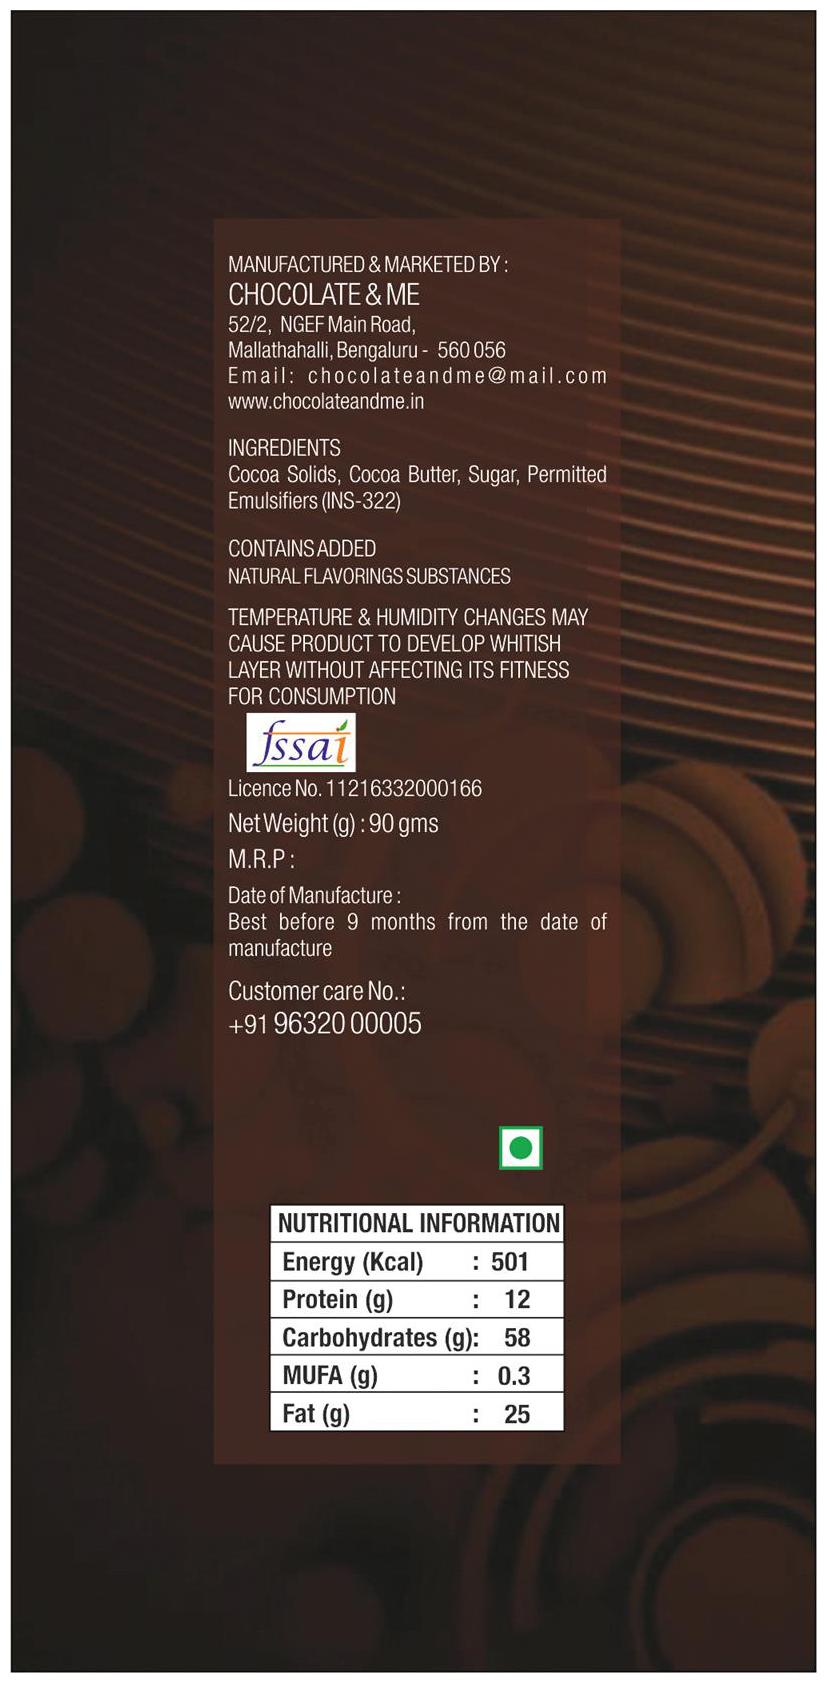 MANUFACTURED & MARKETED BY :
CHOCOLATE & ME
52/2, NGEF Main Road,
Mallathahalli, Bengaluru - 560 056
Email: chocolateandme@mail.com
www.chocolateandme.in
INGREDIENTS
Cocoa Solids, Cocoa Butter, Sugar, Permitted
Emulsifiers (INS-322)
CONTAINS ADDED
NATURAL FLAVORINGS SUBSTANCES
TEMPERATURE & HUMIDITY CHANGES MAY
CAUSE PRODUCT TO DEVELOP WHITISH
LAYER WITHOUT AFFECTING ITS FITNESS
FOR CONSUMPTION
fssai
Licence No. 11216332000166
Net Weight (g) : 90 gms
M.R.P :
Date of Manufacture :
Best before 9 months from the date of
manufacture
Customer care No.:
+91 96320 00005
NUTRITIONAL INFORMATION
Energy (Kcal) : 501
Protein (g) : 12
Carbohydrates (g): 58
MUFA (g) : 0.3
Fat (g) : 25